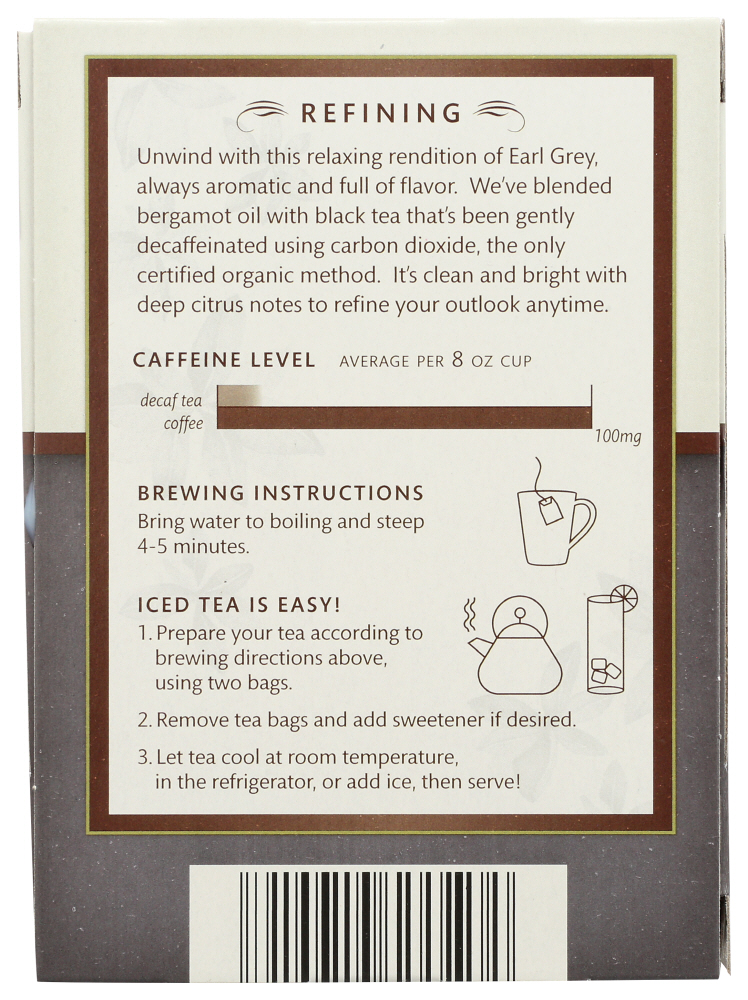 REFINING
Unwind with this relaxing rendition of Earl Grey,
always aromatic and full of flavor.  We've blended
bergamot oil with black tea that's been gently
decaffeinated using carbon dioxide, the only
certified organic method.  It's clean and bright with
deep citrus notes to refine your outlook anytime.
CAFFEINE LEVEL AVERAGE PER 8 OZ CUP
decaf tea
coffee
100mg
BREWING INSTRUCTIONS
Bring water to boiling and steep
4-5 minutes.
ICED TEA IS EASY!
1. Prepare your tea according to
brewing directions above,
using two bags.
2. Remove tea bags and add sweetener if desired.
3. Let tea cool at room temperature,
in the refrigerator, or add ice, then serve!